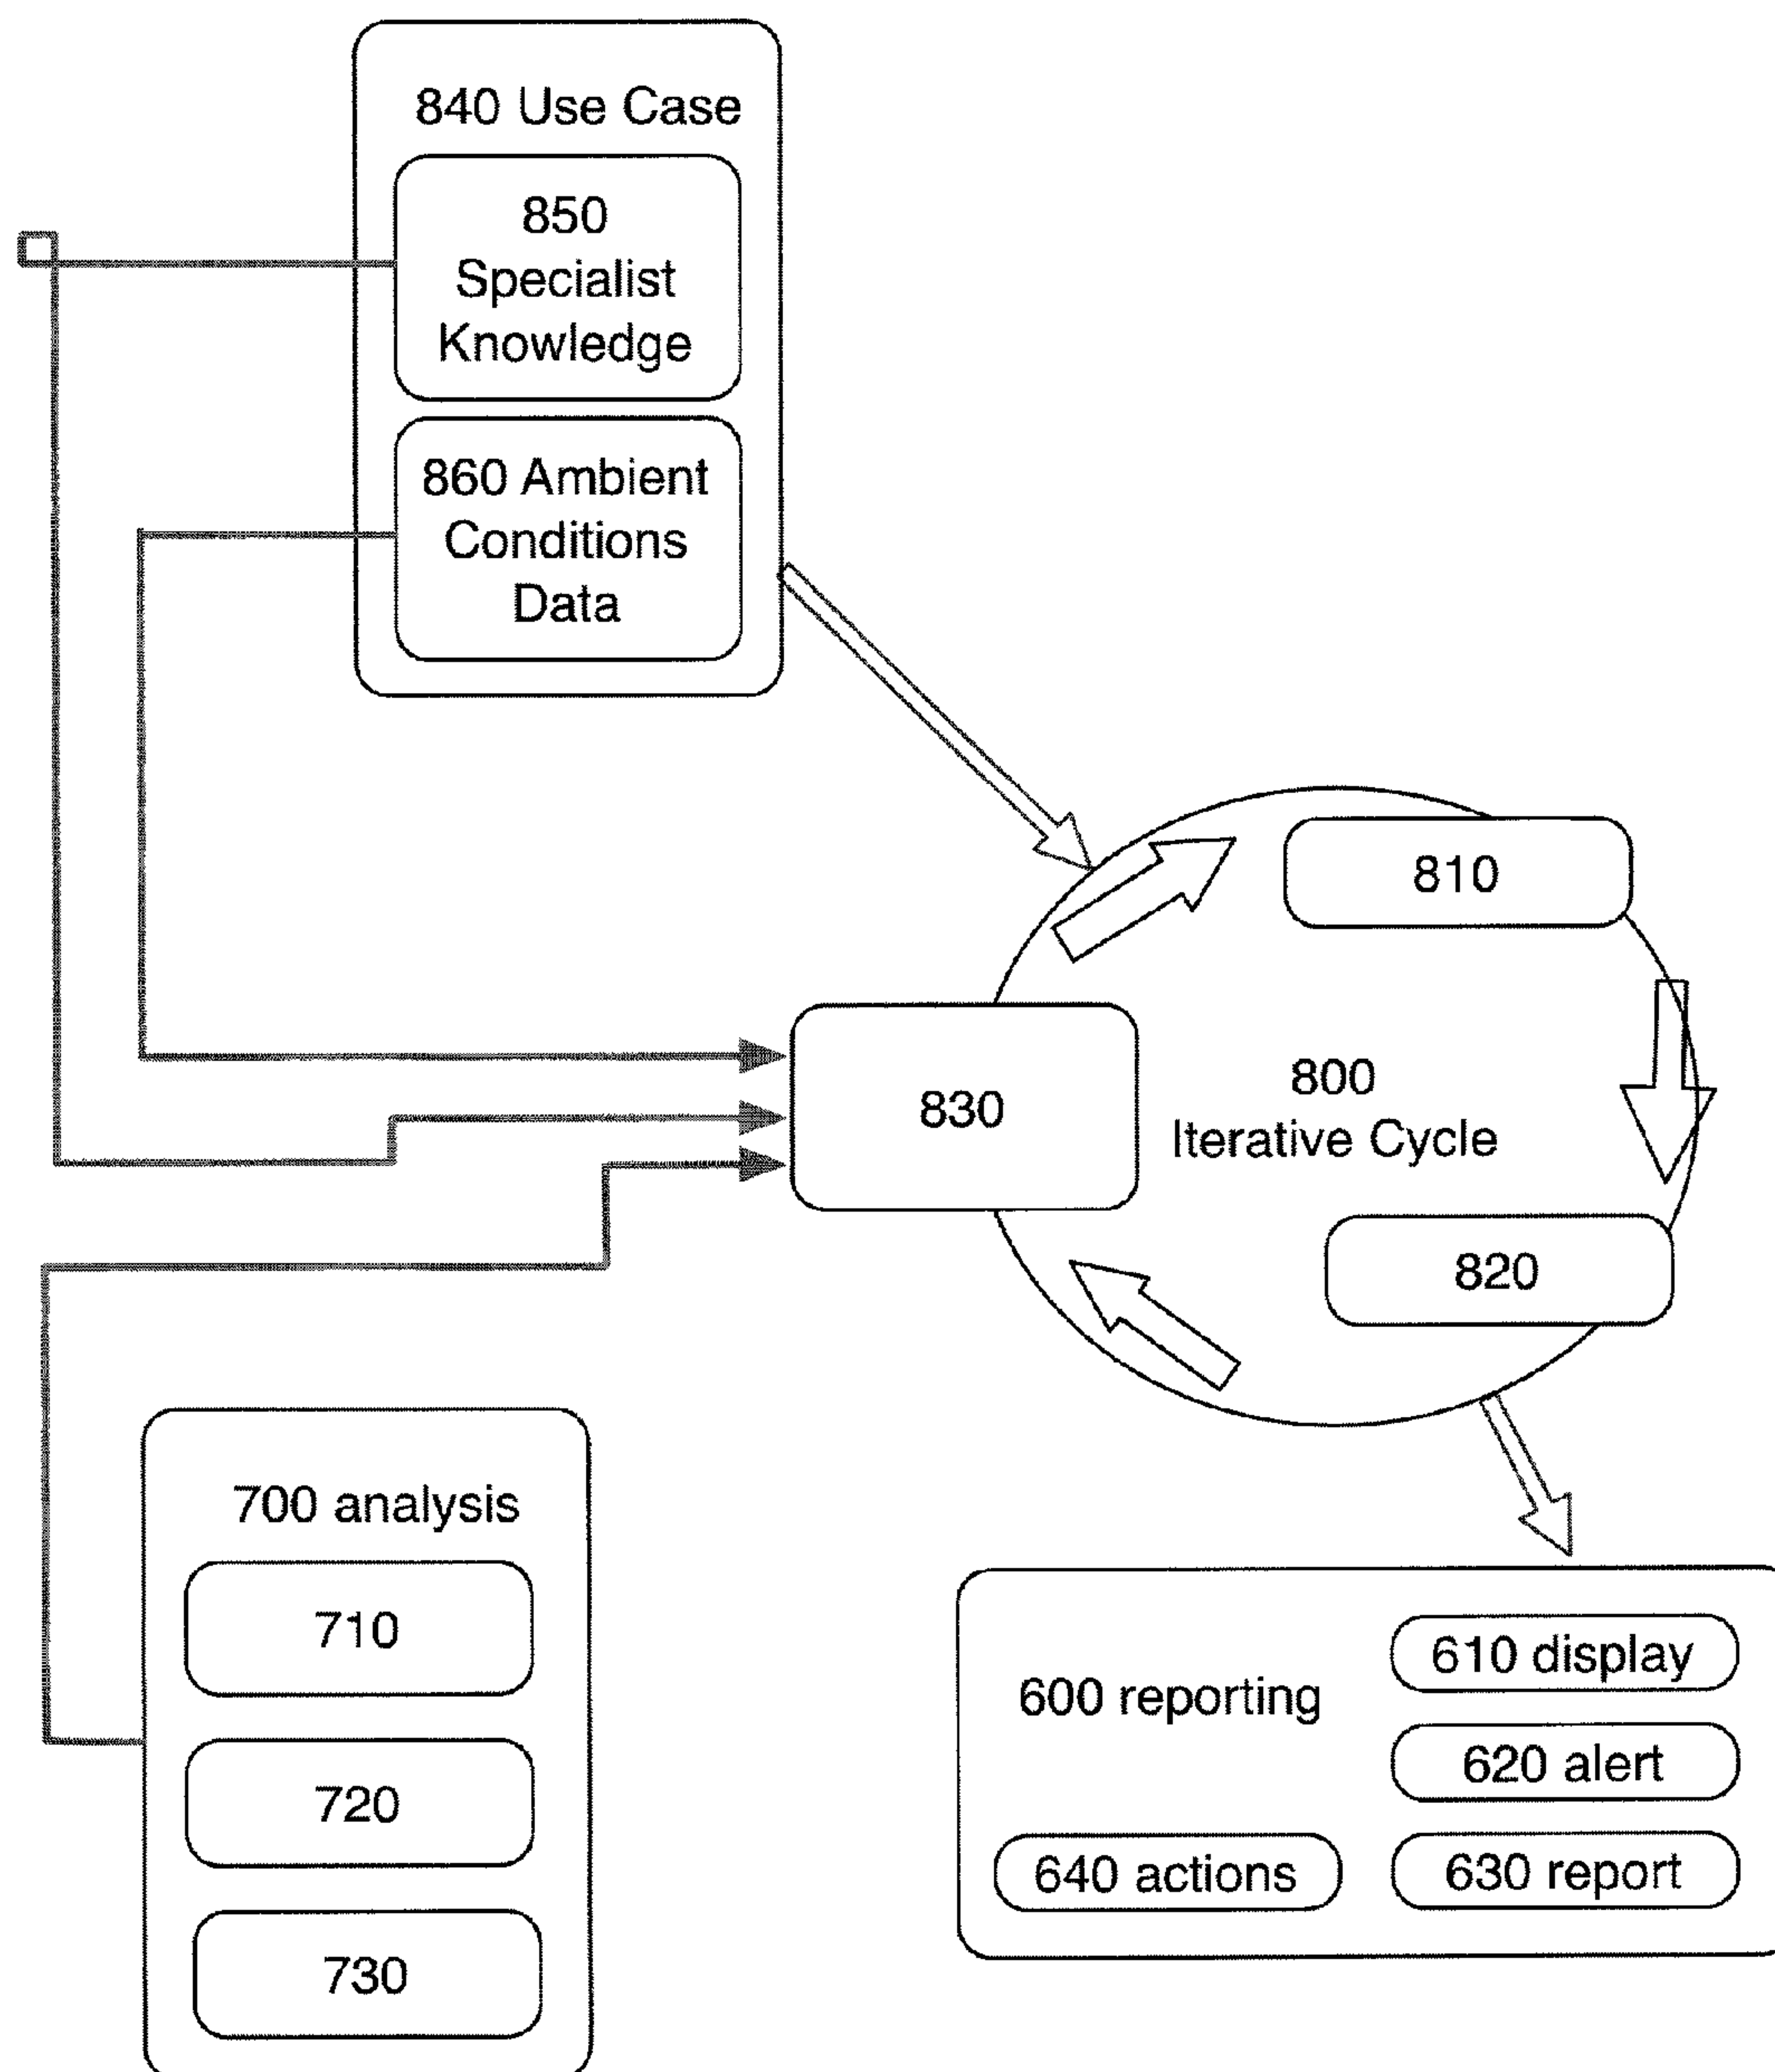 840 Use Case
850
Specialist
Knowledge
860 Ambient
Conditions
Data
810
830
800
Iterative Cycle
820
700 analysis
710
720
730
600 reporting
610 display
620 alert
640 actions
630 report